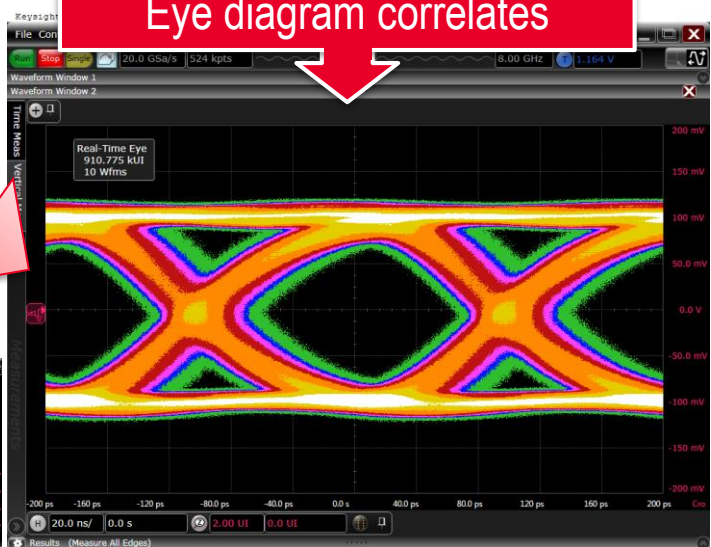 Eye diagram correlates
Keysight
File Con
Run Stop Single 20.0 GSa/s 524 kpts 8.00 GHz T 1.164 V
Waveform Window 1
Waveform Window 2
Time Meas
Real-Time Eye
910.775 kUI
10 Wfms
200 mV
150 mV
100 mV
50.0 mV
0.0 V
-50.0 mV
-100 mV
-150 mV
-200 mV
Measurements
-200 ps -160 ps -120 ps -80.0 ps -40.0 ps 0.0 s 40.0 ps 80.0 ps 120 ps 160 ps 200 ps
H 20.0 ns/ 0.0 s 2.00 UI 0.0 UI
Results (Measure All Edges)